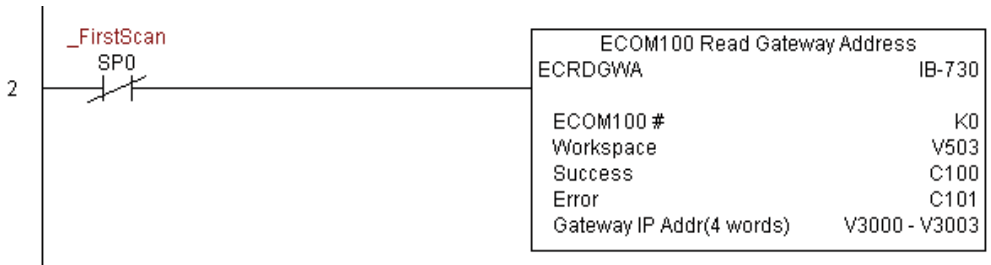 _FirstScan
SP0
2
ECOM100 Read Gateway Address
ECRDGWA IB-730
ECOM100 # K0
Workspace V503
Success C100
Error C101
Gateway IP Addr(4 words) V3000 - V3003